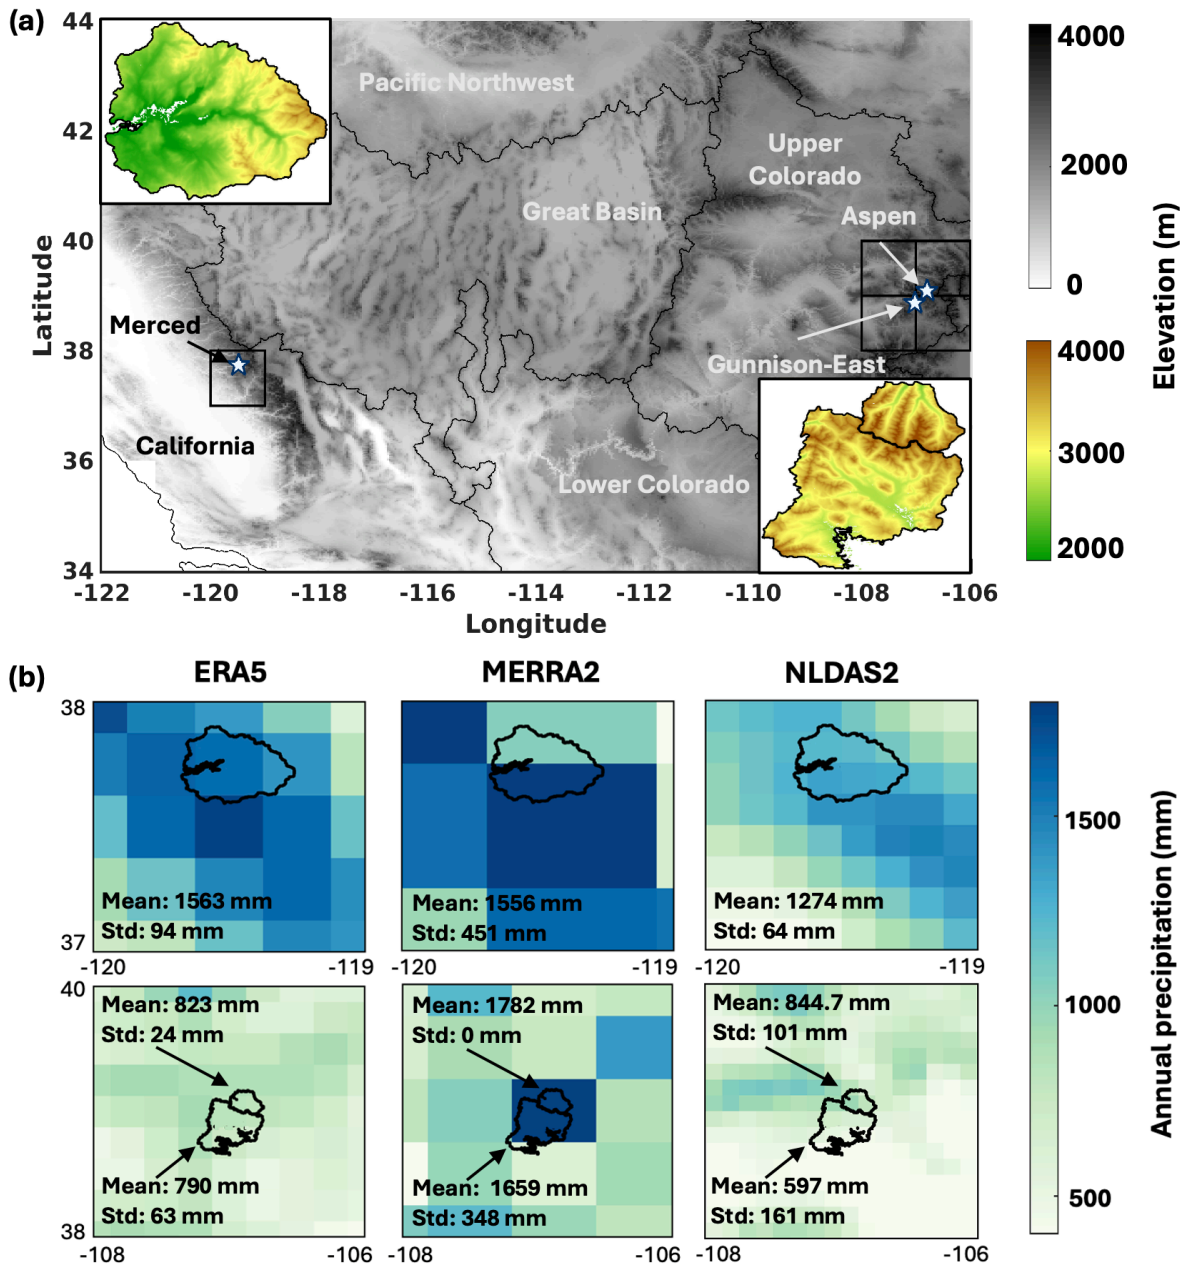 (a)
44
42
40
38
36
34
Latitude
-122
-120
-118
-116
-114
-112
-110
-108
-106
Longitude
Pacific Northwest
Upper
Colorado
Great Basin
Aspen
Merced
Gunnison-East
California
Lower Colorado
4000
2000
0
4000
3000
2000
Elevation (m)
(b)
ERA5
MERRA2
NLDAS2
38
37
Mean: 1563 mm
Std: 94 mm
Mean: 1556 mm
Std: 451 mm
Mean: 1274 mm
Std: 64 mm
-120
-119
-120
-119
-120
-119
40
38
Mean: 823 mm
Std: 24 mm
Mean: 790 mm
Std: 63 mm
Mean: 1782 mm
Std: 0 mm
Mean: 1659 mm
Std: 348 mm
Mean: 844.7 mm
Std: 101 mm
Mean: 597 mm
Std: 161 mm
-108
-106
-108
-106
-108
-106
1500
1000
500
Annual precipitation (mm)